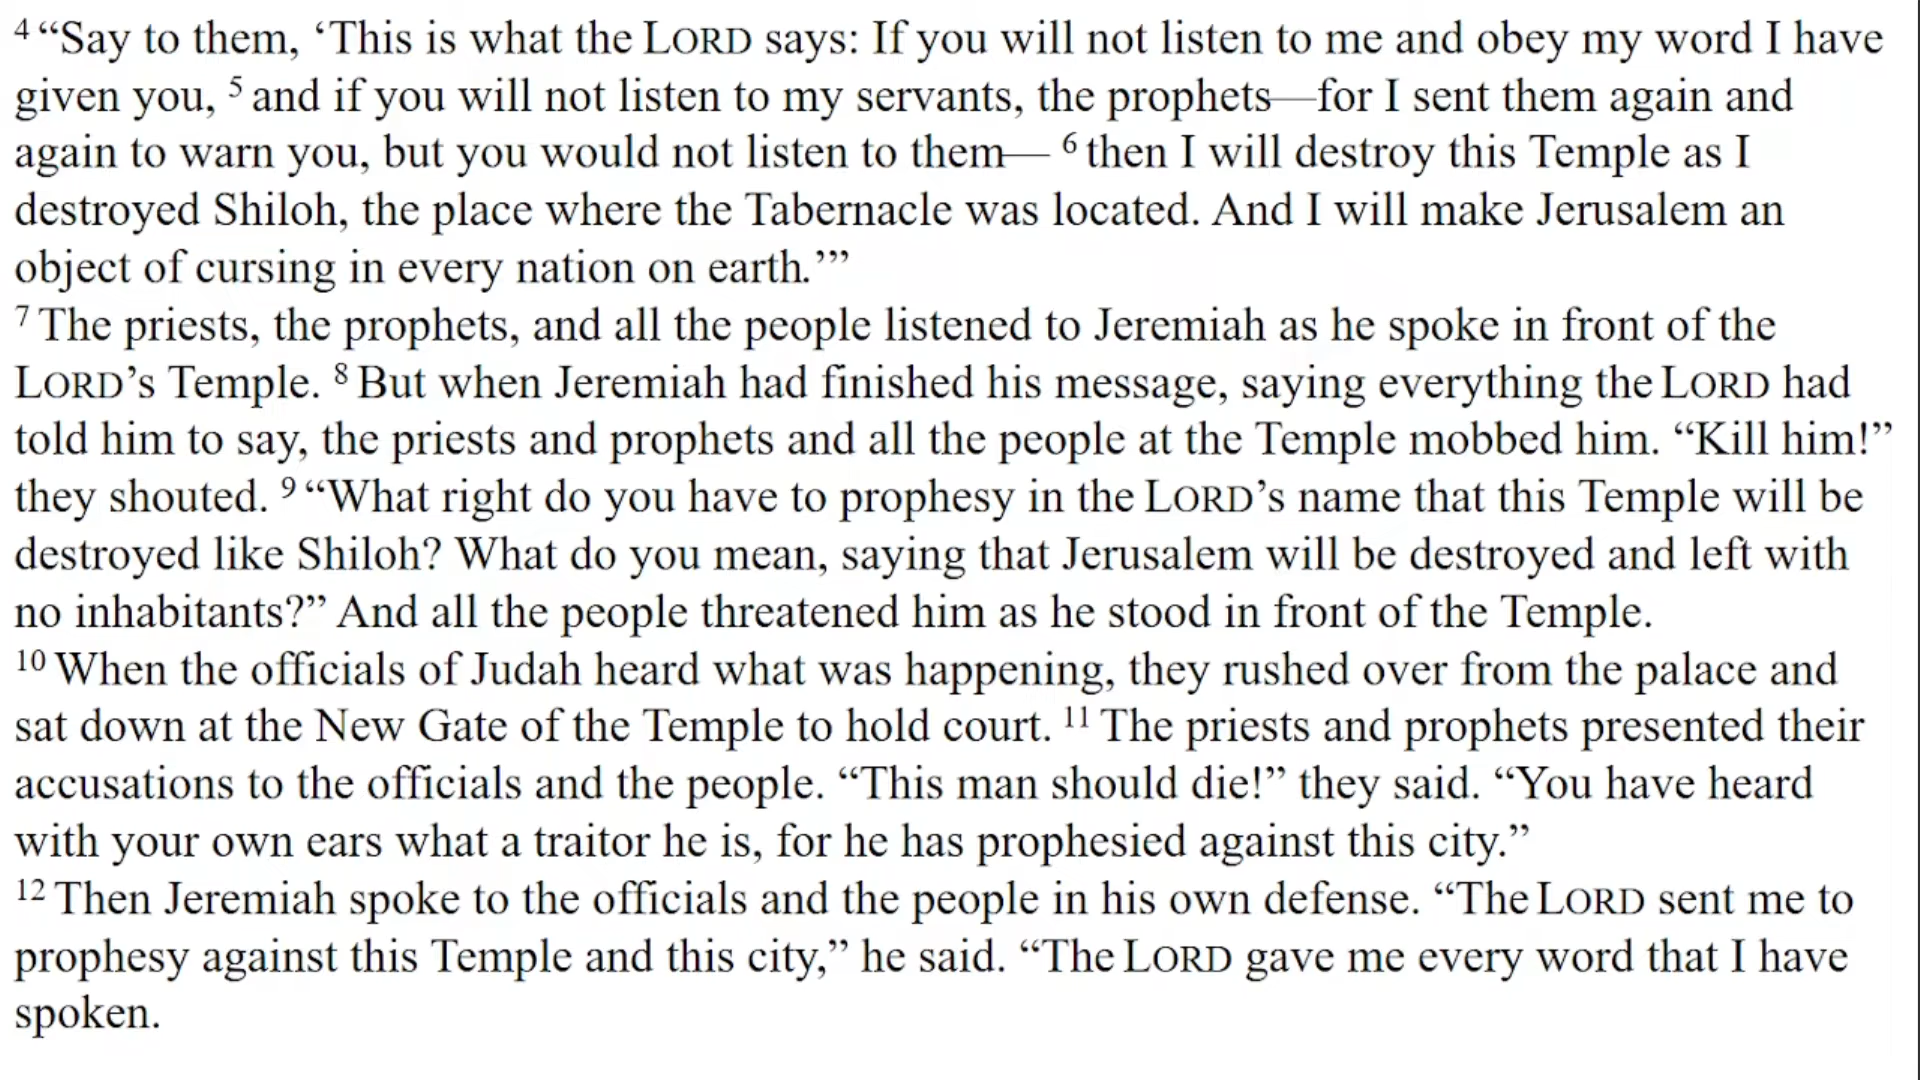 4 “Say to them, ‘This is what the LORD says: If you will not listen to me and obey my word I have
given you, 5 and if you will not listen to my servants, the prophets—for I sent them again and
again to warn you, but you would not listen to them— 6 then I will destroy this Temple as I
destroyed Shiloh, the place where the Tabernacle was located. And I will make Jerusalem an
object of cursing in every nation on earth.’”
7 The priests, the prophets, and all the people listened to Jeremiah as he spoke in front of the
LORD’s Temple. 8 But when Jeremiah had finished his message, saying everything the LORD had
told him to say, the priests and prophets and all the people at the Temple mobbed him. “Kill him!”
they shouted. 9 “What right do you have to prophesy in the LORD’s name that this Temple will be
destroyed like Shiloh? What do you mean, saying that Jerusalem will be destroyed and left with
no inhabitants?” And all the people threatened him as he stood in front of the Temple.
10 When the officials of Judah heard what was happening, they rushed over from the palace and
sat down at the New Gate of the Temple to hold court. 11 The priests and prophets presented their
accusations to the officials and the people. “This man should die!” they said. “You have heard
with your own ears what a traitor he is, for he has prophesied against this city.”
12 Then Jeremiah spoke to the officials and the people in his own defense. “The LORD sent me to
prophesy against this Temple and this city,” he said. “The LORD gave me every word that I have
spoken.